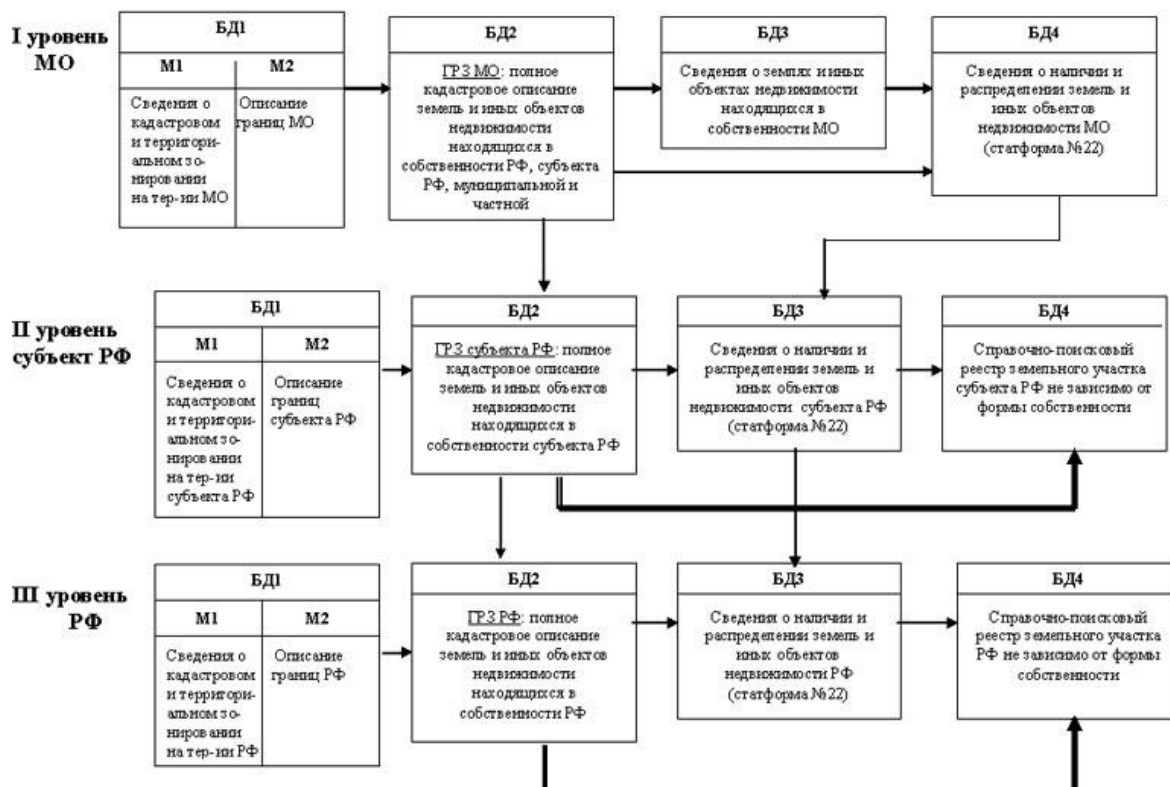 I уровень
МО
БД1
М1
М2
Сведения о
кадастровом
и территори-
альном зо-
нировании
на тер-ии МО
Описание
границ МО
БД2
ГРЗ МО: полное
кадастровое описание
земель и иных объектов
недвижимости
находящихся в
собственности РФ, субъекта
РФ, муниципальной и
частной
БД3
Сведения о землях и иных
объектах недвижимости
находящихся в
собственности МО
БД4
Сведения о наличии и
распределении земель и
иных объектов
недвижимости МО
(статформа №22)
II уровень
субъект РФ
БД1
М1
М2
Сведения о
кадастровом
и территори-
альном зо-
нировании
на тер-ии
субъекта РФ
Описание
границ
субъекта РФ
БД2
ГРЗ субъекта РФ: полное
кадастровое описание
земель и иных объектов
недвижимости
находящихся в
собственности субъекта РФ
БД3
Сведения о наличии и
распределении земель и
иных объектов
недвижимости субъекта РФ
(статформа №22)
БД4
Справочно-поисковый
реестр земельного участка
субъекта РФ не зависимо от
формы собственности
III уровень
РФ
БД1
М1
М2
Сведения о
кадастровом
и территори-
альном зо-
нировании
на тер-ии РФ
Описание
границ РФ
БД2
ГРЗ РФ: полное
кадастровое описание
земель и иных объектов
недвижимости
находящихся в
собственности РФ
БД3
Сведения о наличии и
распределении земель и
иных объектов
недвижимости РФ
(статформа №22)
БД4
Справочно-поисковый
реестр земельного участка
РФ не зависимо от формы
собственности